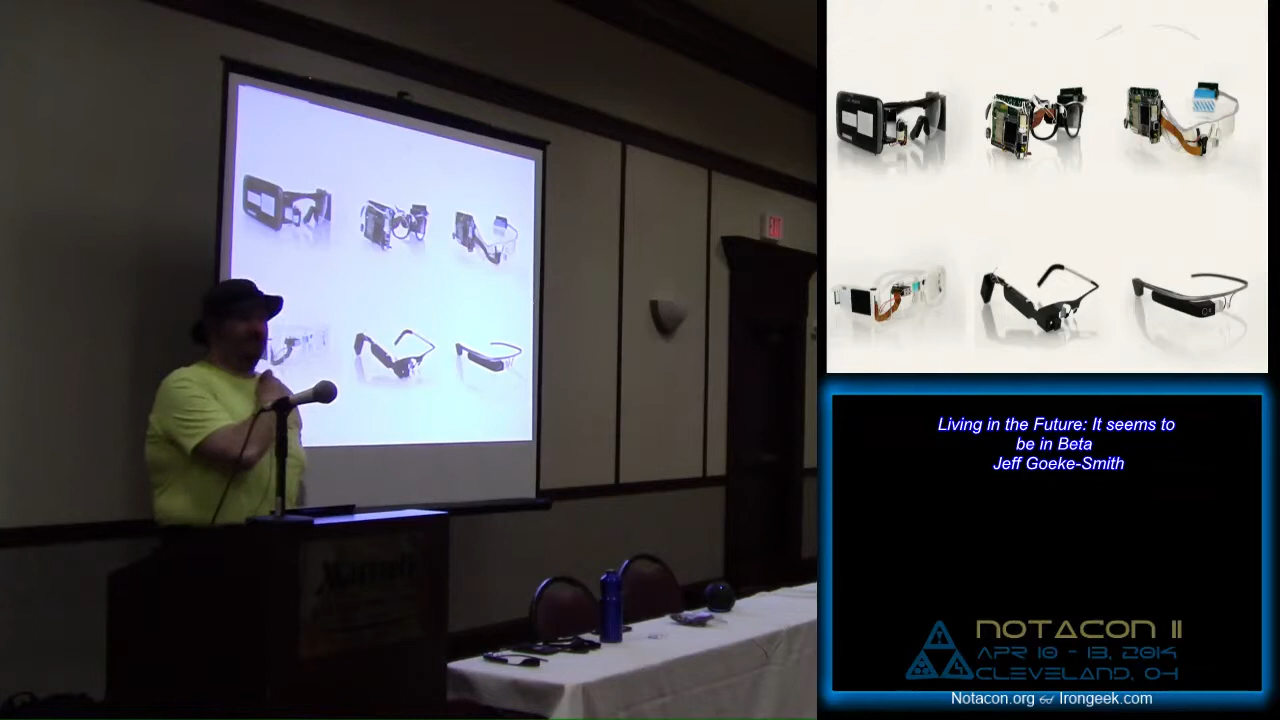 EXIT
Living in the Future: It seems to
be in Beta
Jeff Goeke-Smith
NOTACON 11
APR 10 - 13, 2014
CLEVELAND, OH
Notacon.org Irongeek.com